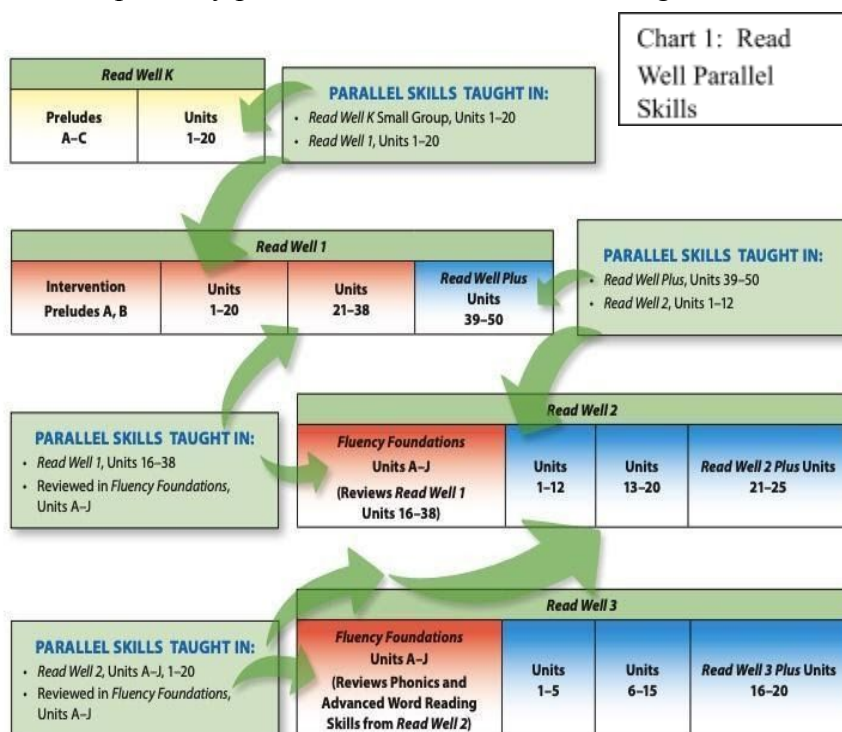 Chart 1: Read
Well Parallel
Skills
Read Well K
Preludes
A–C
Units
1–20
PARALLEL SKILLS TAUGHT IN:
• Read Well K Small Group, Units 1–20
• Read Well 1, Units 1–20
Read Well 1
Intervention
Preludes A, B
Units
1–20
Units
21–38
Read Well Plus
Units
39–50
PARALLEL SKILLS TAUGHT IN:
• Read Well Plus, Units 39–50
• Read Well 2, Units 1–12
PARALLEL SKILLS TAUGHT IN:
• Read Well 1, Units 16–38
• Reviewed in Fluency Foundations,
Units A–J
Read Well 2
Fluency Foundations
Units A–J
(Reviews Read Well 1
Units 16–38)
Units
1–12
Units
13–20
Read Well 2 Plus Units
21–25
PARALLEL SKILLS TAUGHT IN:
• Read Well 2, Units A–J, 1–20
• Reviewed in Fluency Foundations,
Units A–J
Read Well 3
Fluency Foundations
Units A–J
(Reviews Phonics and
Advanced Word Reading
Skills from Read Well 2)
Units
1–5
Units
6–15
Read Well 3 Plus Units
16–20